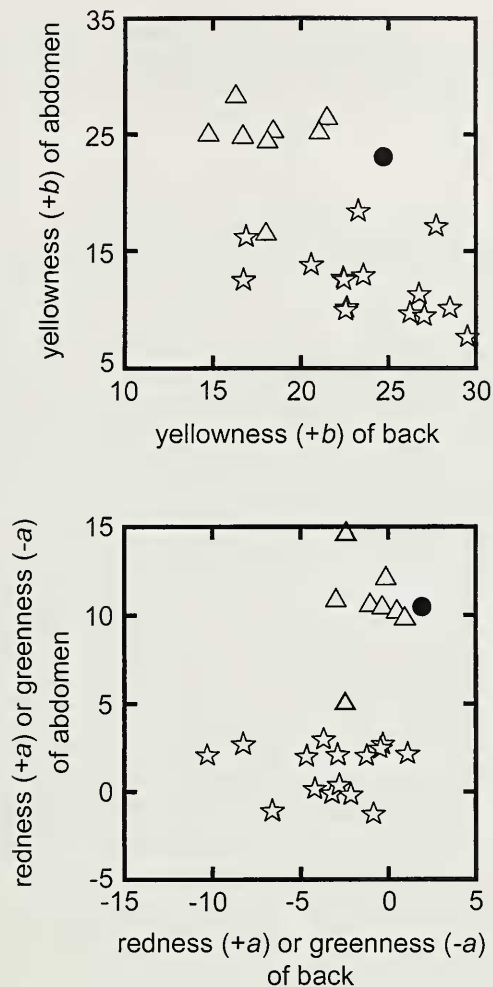 35
25
15
5
yellowness (+b) of abdomen
10 15 20 25 30
yellowness (+b) of back
15
10
5
0
-5
redness (+a) or greenness (-a)
of abdomen
-15 -10 -5 0 5
redness (+a) or greenness (-a)
of back